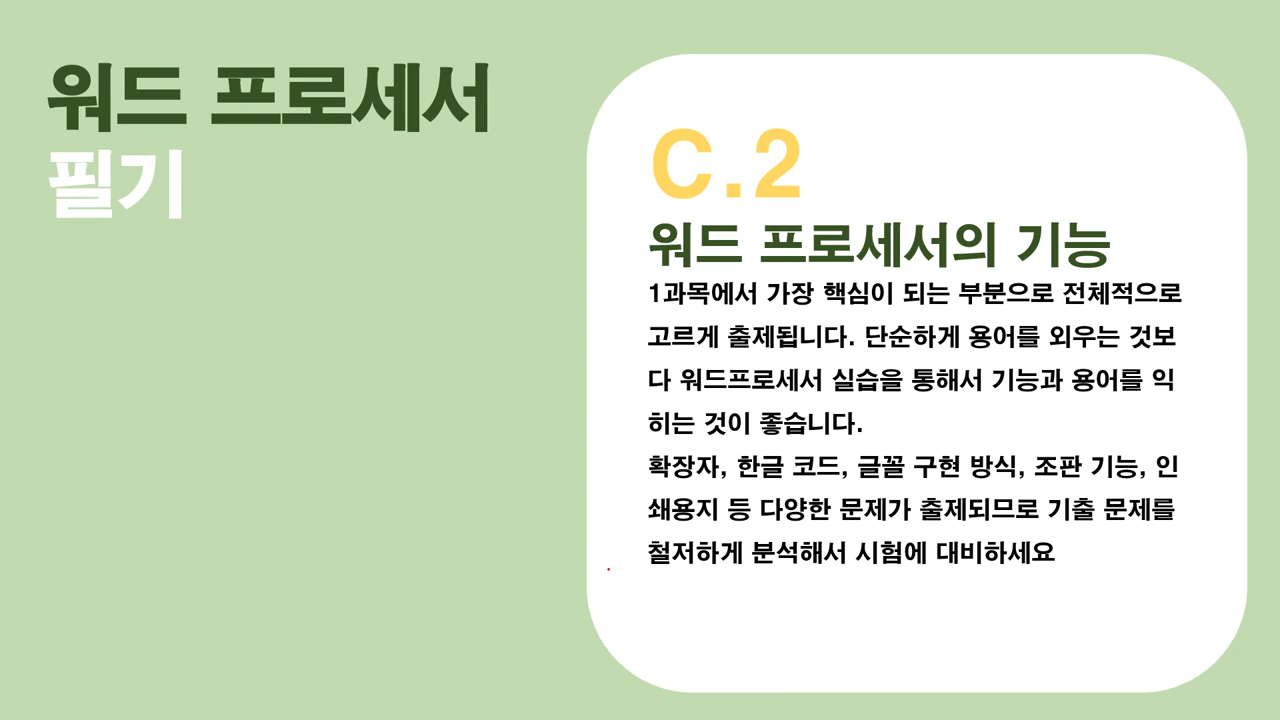 워드 프로세서
필기
C.2
워드 프로세서의 기능
1과목에서 가장 핵심이 되는 부분으로 전체적으로
고르게 출제됩니다. 단순하게 용어를 외우는 것보
다 워드프로세서 실습을 통해서 기능과 용어를 익
히는 것이 좋습니다.
확장자, 한글 코드, 글꼴 구현 방식, 조판 기능, 인
쇄용지 등 다양한 문제가 출제되므로 기출 문제를
철저하게 분석해서 시험에 대비하세요